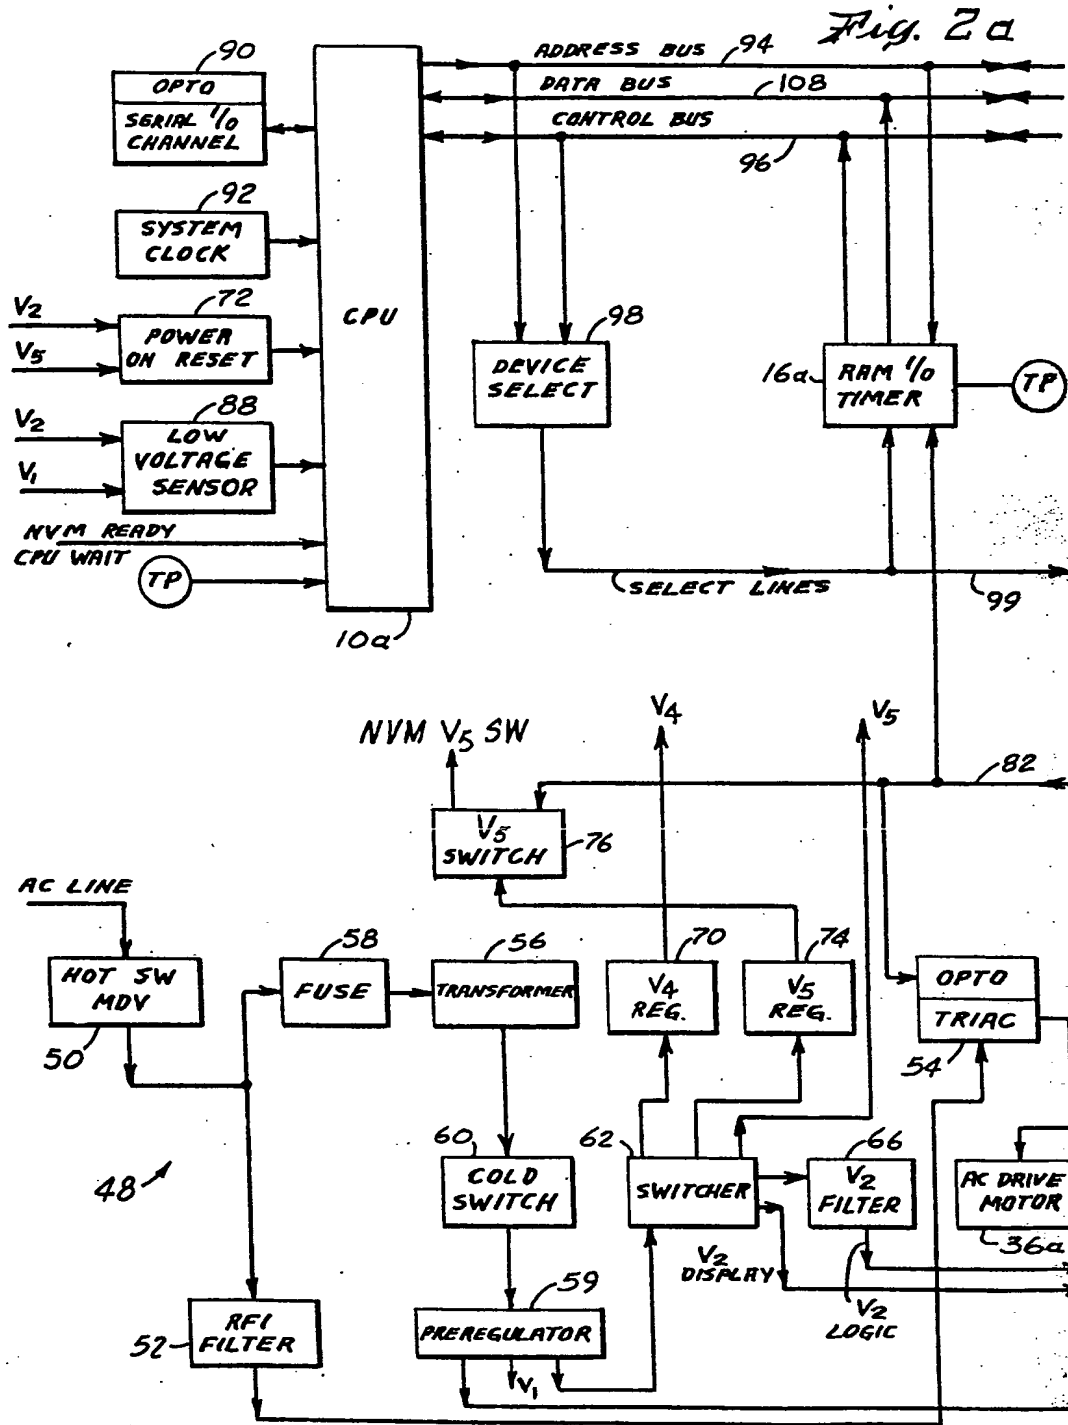 Fig. 2a
90
OPTO
SERIAL I/O
CHANNEL
ADDRESS BUS
94
DATA BUS
108
CONTROL BUS
96
92
SYSTEM
CLOCK
CPU
V2
V5
72
POWER
ON RESET
98
DEVICE
SELECT
16a
RAM I/O
TIMER
TP
V2
V1
88
LOW
VOLTAGE
SENSOR
NVM READY
CPU WAIT
TP
10a
SELECT LINES
99
NVM V5 SW
V4
V5
82
V5
SWITCH
76
AC LINE
HOT SW
MDV
50
58
FUSE
56
TRANSFORMER
70
V4
REG.
74
V5
REG.
OPTO
TRIAC
54
48
60
COLD
SWITCH
62
SWITCHER
66
V2
FILTER
AC DRIVE
MOTOR
36a
V2
DISPLAY
V2
LOGIC
59
PREREGULATOR
V1
52
RFI
FILTER